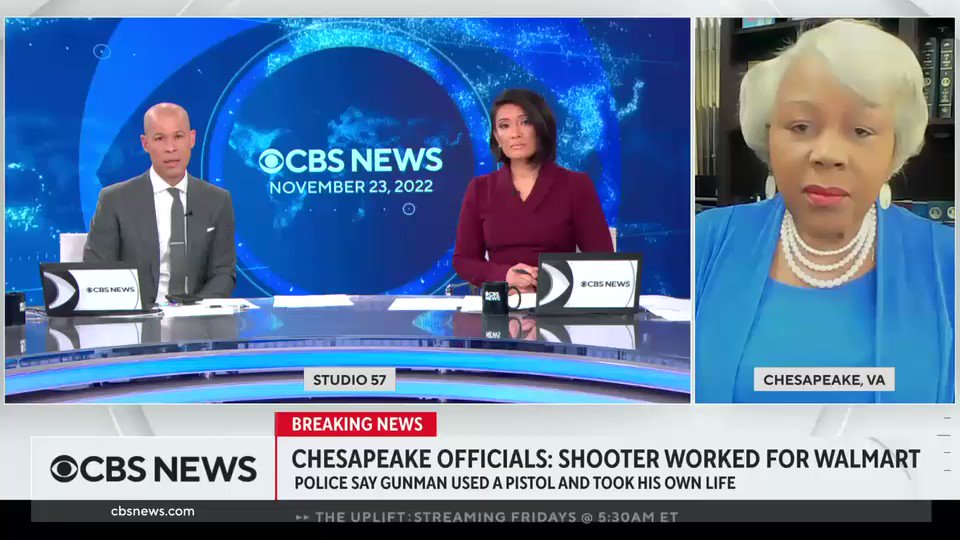 CBS NEWS
NOVEMBER 23, 2022
CBS NEWS
CBS NEWS
CBS NEWS
STUDIO 57
CHESAPEAKE, VA
BREAKING NEWS
CBS NEWS
CHESAPEAKE OFFICIALS: SHOOTER WORKED FOR WALMART
POLICE SAY GUNMAN USED A PISTOL AND TOOK HIS OWN LIFE
cbsnews.com
THE UPLIFT: STREAMING FRIDAYS @ 5:30AM ET